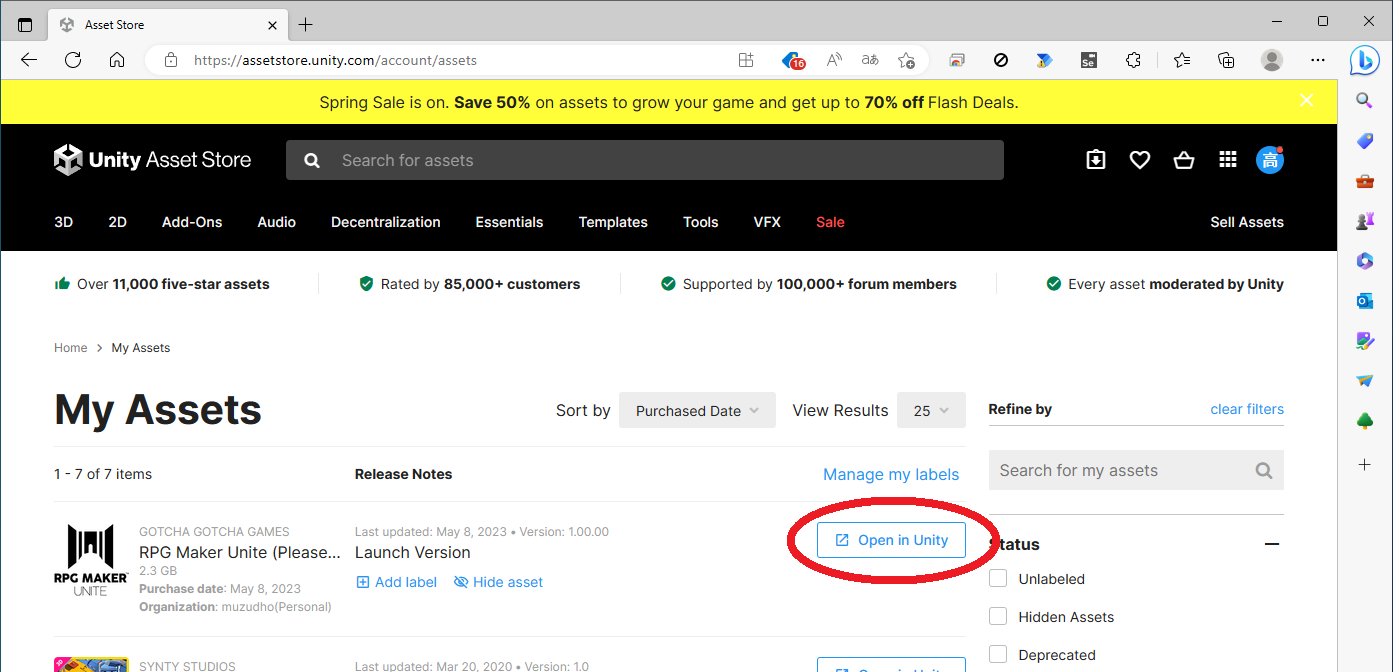 Asset Store
https://assetstore.unity.com/account/assets
16
A
aあ
Se
Spring Sale is on. Save 50% on assets to grow your game and get up to 70% off Flash Deals.
Unity Asset Store
Search for assets
高
3D 2D Add-Ons Audio Decentralization Essentials Templates Tools VFX Sale Sell Assets
Over 11,000 five-star assets Rated by 85,000+ customers Supported by 100,000+ forum members Every asset moderated by Unity
Home > My Assets
My Assets
Sort by Purchased Date View Results 25
Refine by clear filters
1 - 7 of 7 items Release Notes Manage my labels
Search for my assets
RPG MAKER
UNITE
GOTCHA GOTCHA GAMES
RPG Maker Unite (Please...
2.3 GB
Purchase date: May 8, 2023
Organization: muzudho(Personal)
Last updated: May 8, 2023 • Version: 1.00.00
Launch Version
Add label Hide asset
Open in Unity
Status
Unlabeled
Hidden Assets
Deprecated
SYNTY STUDIOS
Last updated: Mar 20, 2020 • Version: 1.0
Open in Unity